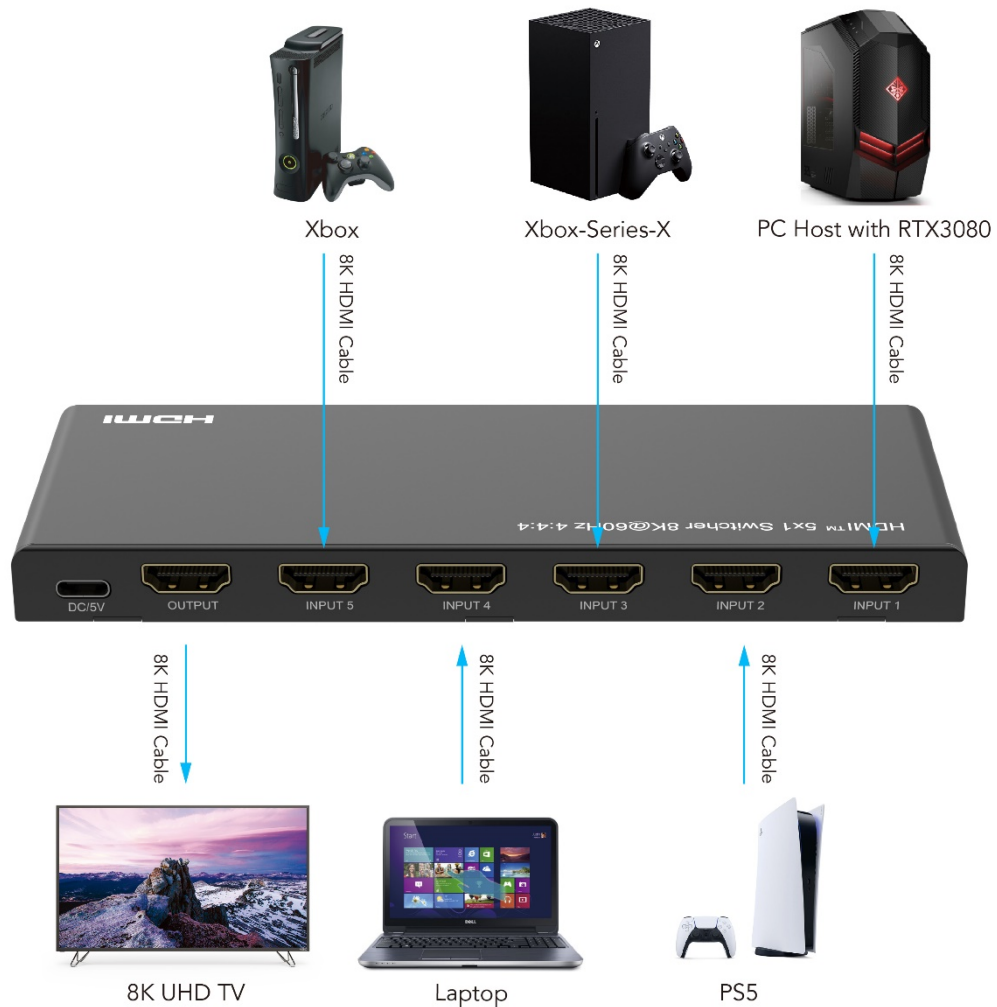 Xbox
Xbox-Series-X
PC Host with RTX3080
8K HDMI Cable
8K HDMI Cable
8K HDMI Cable
HDMI
HDMI™ 5x1 Switcher 8K@60Hz 4:4:4
DC/5V
OUTPUT
INPUT 5
INPUT 4
INPUT 3
INPUT 2
INPUT 1
8K HDMI Cable
8K HDMI Cable
8K HDMI Cable
Start
DELL
8K UHD TV
Laptop
PS5